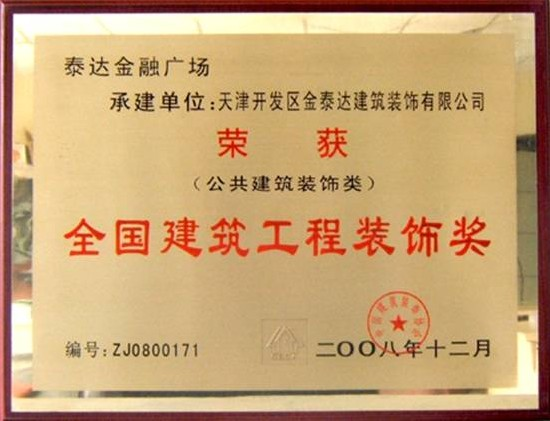 泰达金融广场
承建单位:天津开发区金泰达建筑装饰有限公司
荣获
(公共建筑装饰类)
全国建筑工程装饰奖
编号:ZJ0800171
二〇〇八年十二月